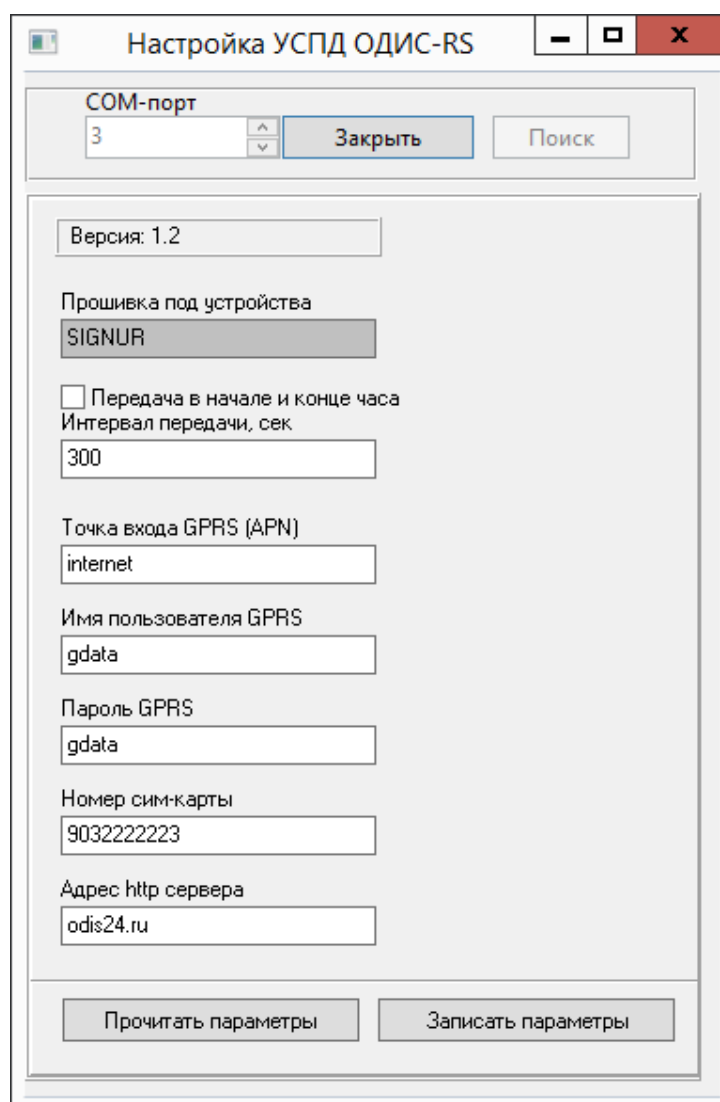 Настройка УСПД ОДИС-RS
COM-порт
3 Закрыть Поиск
Версия: 1.2
Прошивка под устройства
SIGNUR
Передача в начале и конце часа
Интервал передачи, сек
300
Точка входа GPRS (APN)
internet
Имя пользователя GPRS
gdata
Пароль GPRS
gdata
Номер сим-карты
9032222223
Адрес http сервера
odis24.ru
Прочитать параметры Записать параметры